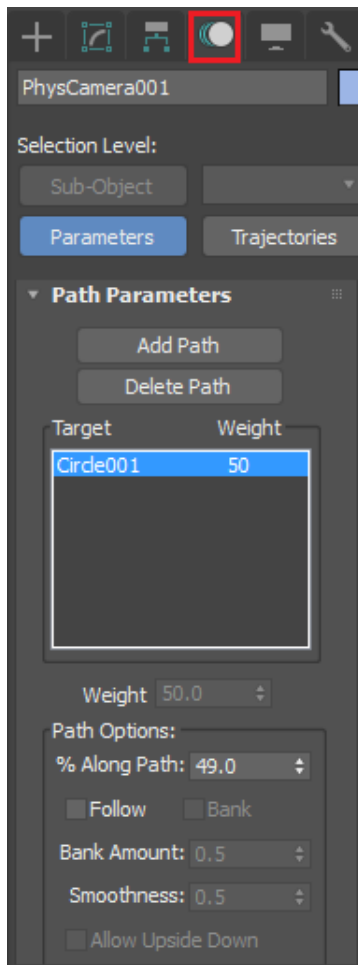 PhysCamera001
Selection Level:
Sub-Object
Parameters Trajectories
Path Parameters
Add Path
Delete Path
Target Weight
Circle001 50
Weight 50.0
Path Options:
% Along Path: 49.0
Follow Bank
Bank Amount: 0.5
Smoothness: 0.5
Allow Upside Down